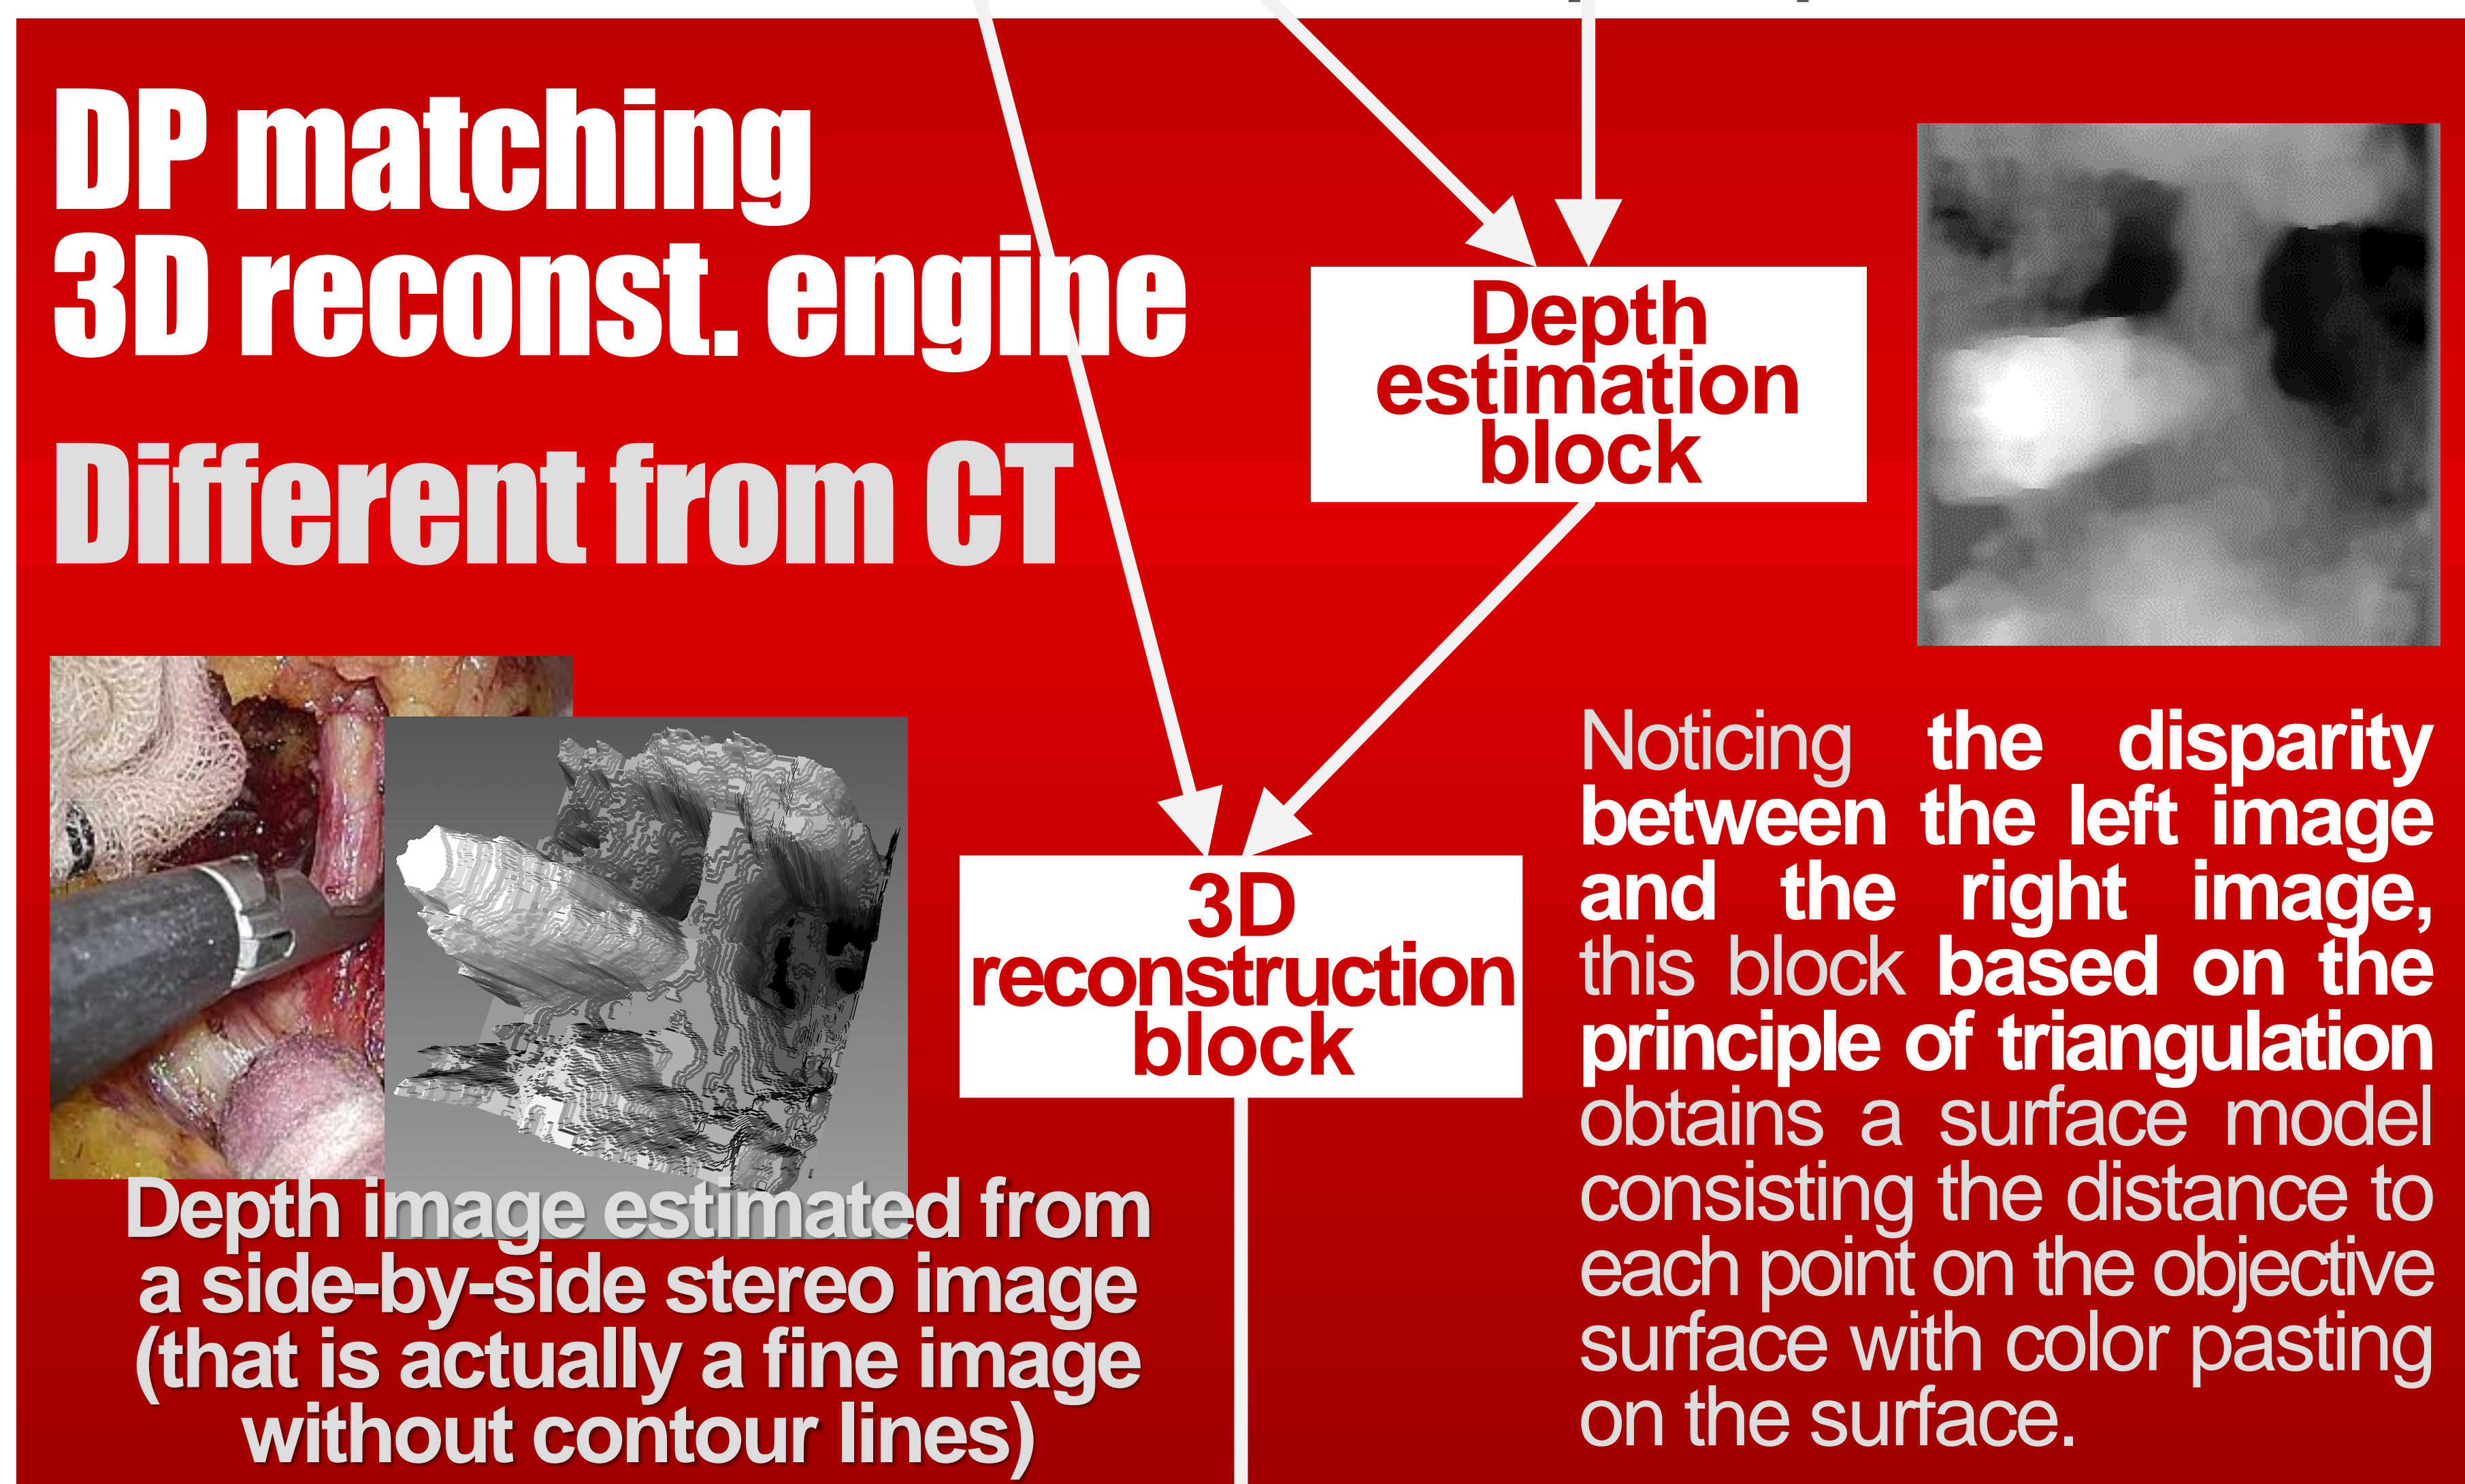 DP matching
3D reconst. engine
Different from CT
Depth
estimation
block
3D
reconstruction
block
Depth image estimated from
a side-by-side stereo image
(that is actually a fine image
without contour lines)
Noticing the disparity
between the left image
and the right image,
this block based on the
principle of triangulation
obtains a surface model
consisting the distance to
each point on the objective
surface with color pasting
on the surface.